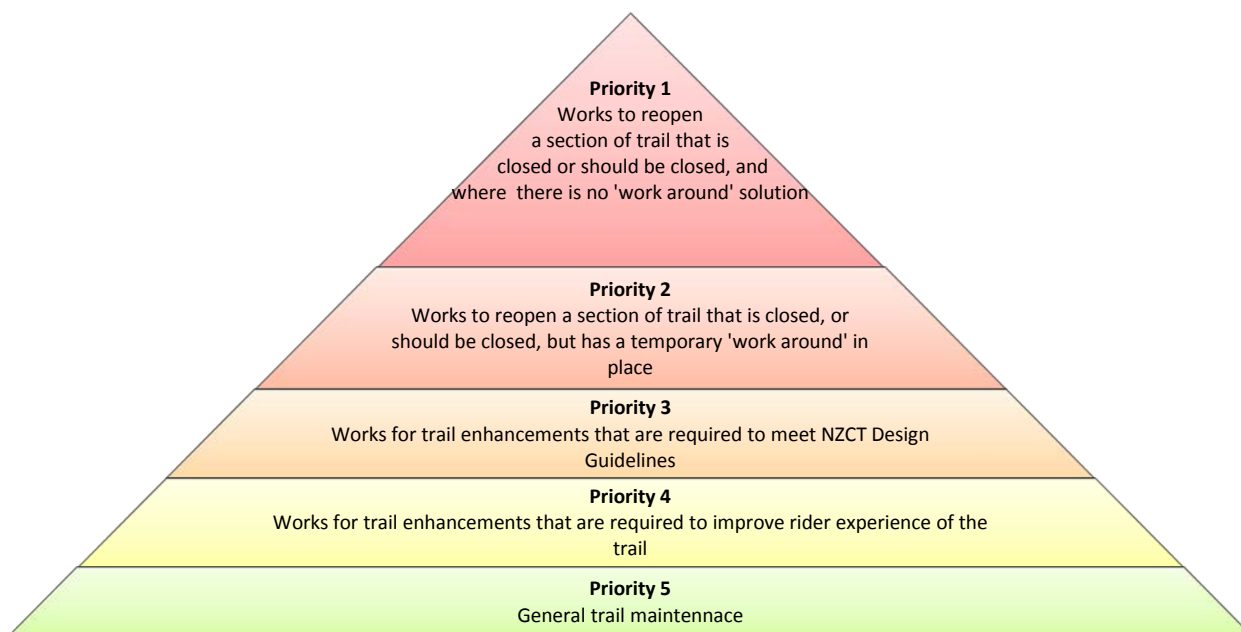 Priority 1
Works to reopen
a section of trail that is
closed or should be closed, and
where  there is no 'work around' solution
Priority 2
Works to reopen a section of trail that is closed, or
should be closed, but has a temporary 'work around' in
place
Priority 3
Works for trail enhancements that are required to meet NZCT Design
Guidelines
Priority 4
Works for trail enhancements that are required to improve rider experience of the
trail
Priority 5
General trail maintennace